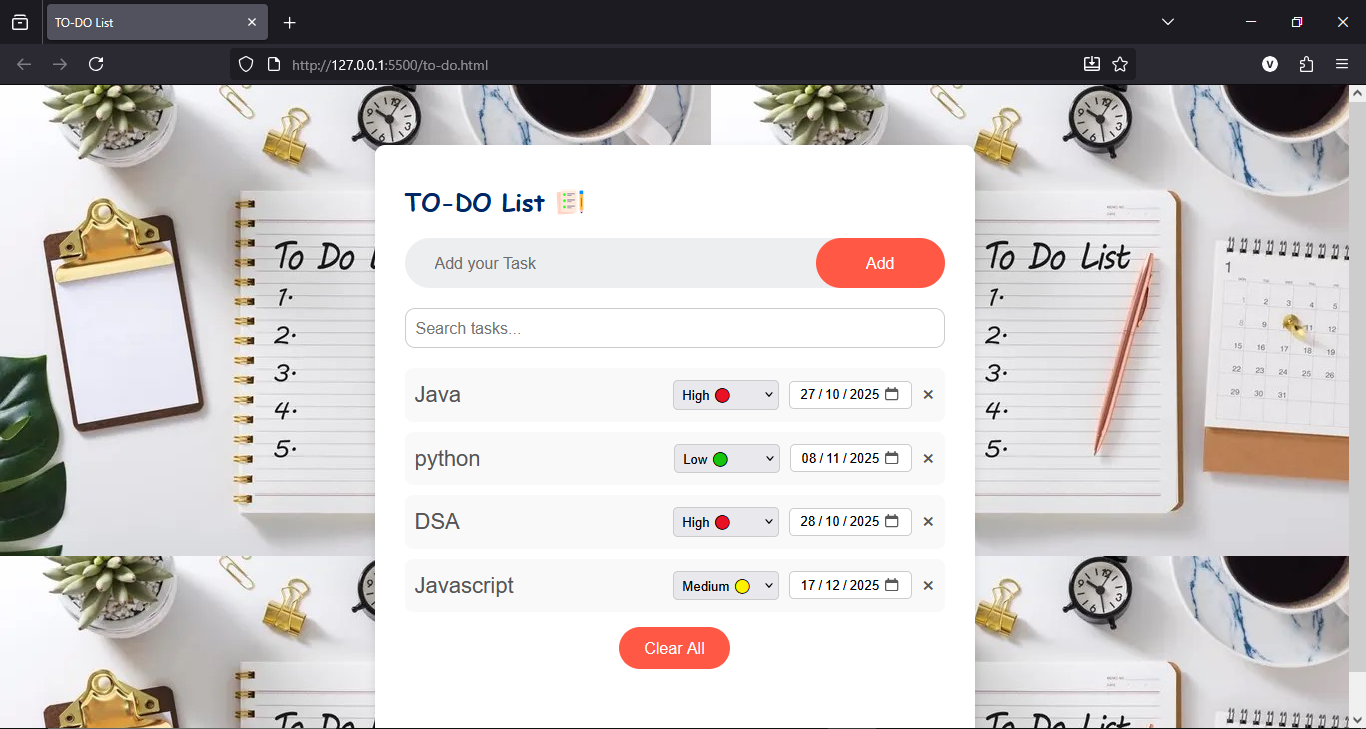 TO-DO List
http://127.0.0.1:5500/to-do.html
V
TO-DO List
Add your Task Add
Search tasks...
Java High 27 / 10 / 2025
python Low 08 / 11 / 2025
DSA High 28 / 10 / 2025
Javascript Medium 17 / 12 / 2025
Clear All
To Do L
1.
2.
3.
4.
5.
To Do List
1.
2.
3.
4.
5.
1
2 3 4 5
8 9 11 12
15 16 17 18 19
22 23 24 25 26
29 30 31
To Do L
To Do List